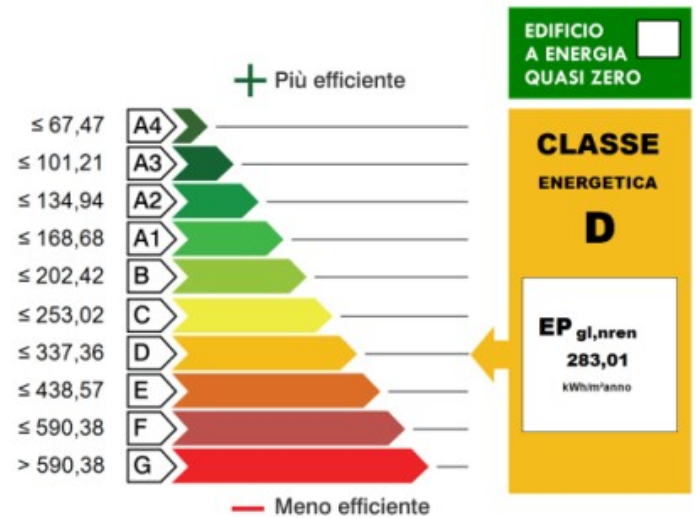 EDIFICIO
A ENERGIA
QUASI ZERO
+ Più efficiente
≤ 67,47 A4
≤ 101,21 A3
≤ 134,94 A2
≤ 168,68 A1
≤ 202,42 B
≤ 253,02 C
≤ 337,36 D
≤ 438,57 E
≤ 590,38 F
> 590,38 G
— Meno efficiente
CLASSE
ENERGETICA
D
EP gl,nren
283,01
kWh/m²anno